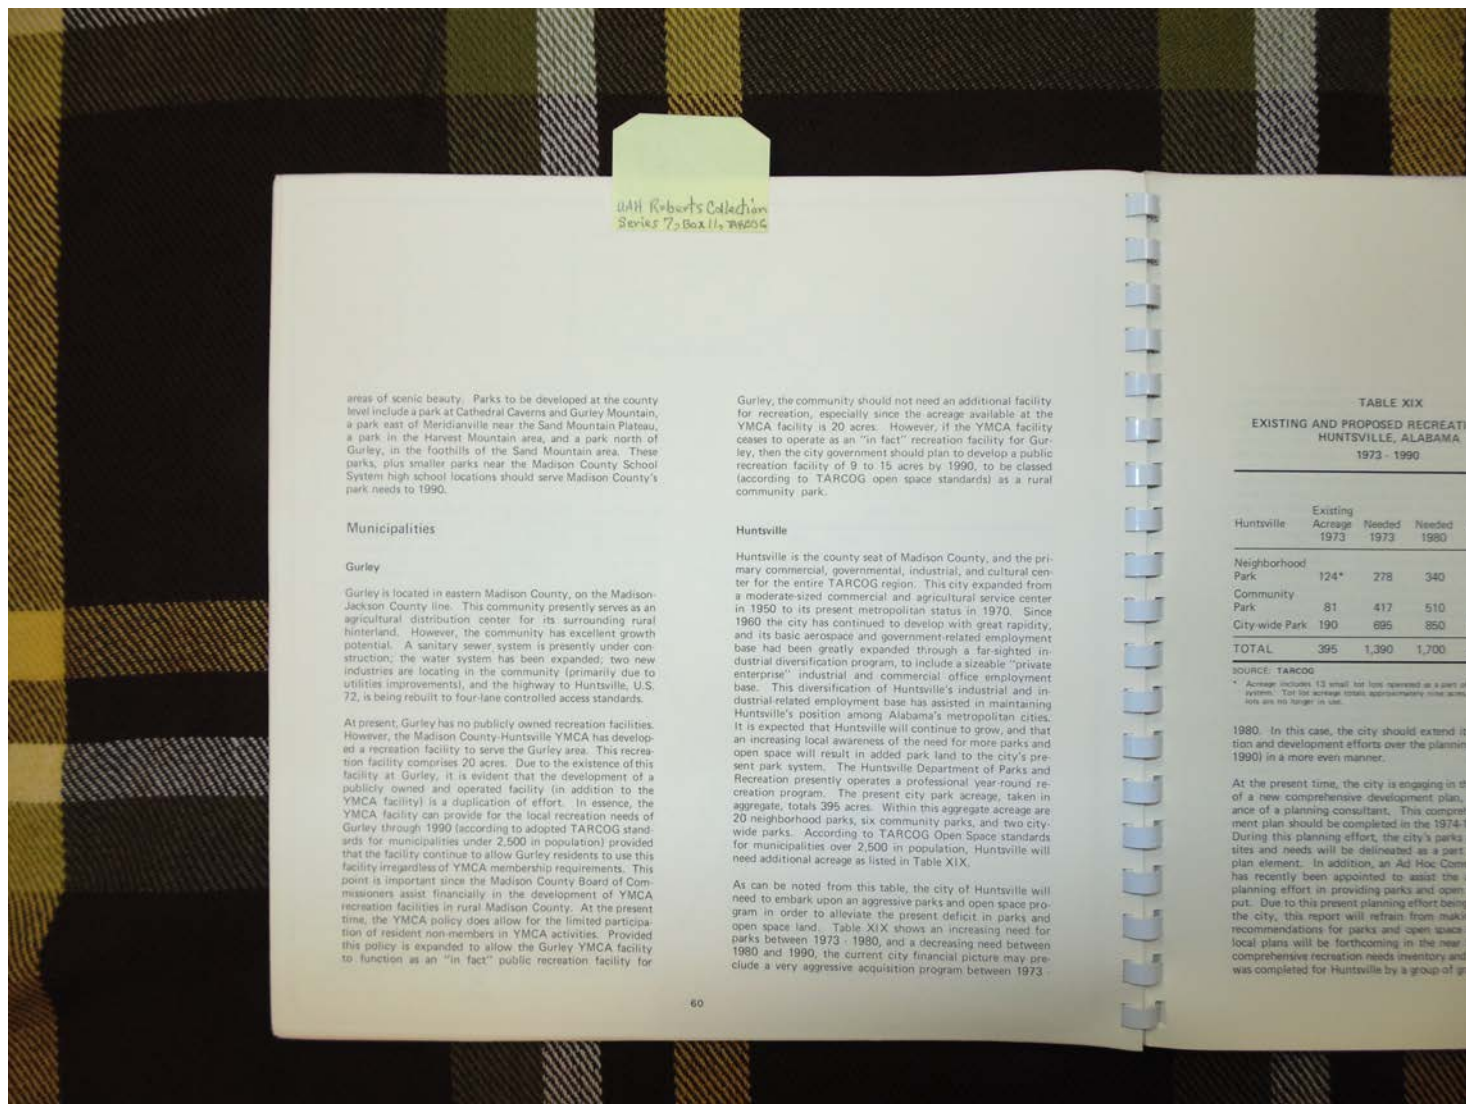 UAH Roberts Collection
Series 7, Box 11, TARCOG
areas of scenic beauty. Parks to be developed at the county
level include a park at Cathedral Caverns and Gurley Mountain,
a park east of Meridianville near the Sand Mountain Plateau,
a park in the Harvest Mountain area, and a park north of
Gurley, in the foothills of the Sand Mountain area. These
parks, plus smaller parks near the Madison County School
System high school locations should serve Madison County's
park needs to 1990.
Municipalities
Gurley
Gurley is located in eastern Madison County, on the Madison-
Jackson County line. This community presently serves as an
agricultural distribution center for its surrounding rural
hinterland. However, the community has excellent growth
potential. A sanitary sewer system is presently under con-
struction; the water system has been expanded; two new
industries are locating in the community (primarily due to
utilities improvements), and the highway to Huntsville, U.S.
72, is being rebuilt to four-lane controlled access standards.
At present, Gurley has no publicly owned recreation facilities.
However, the Madison County-Huntsville YMCA has develop-
ed a recreation facility to serve the Gurley area. This recrea-
tion facility comprises 20 acres. Due to the existence of this
facility at Gurley, it is evident that the development of a
publicly owned and operated facility (in addition to the
YMCA facility) is a duplication of effort. In essence, the
YMCA facility can provide for the local recreation needs of
Gurley through 1990 (according to adopted TARCOG stand-
ards for municipalities under 2,500 in population) provided
that the facility continue to allow Gurley residents to use this
facility irregardless of YMCA membership requirements. This
point is important since the Madison County Board of Com-
missioners assist financially in the development of YMCA
recreation facilities in rural Madison County. At the present
time, the YMCA policy does allow for the limited participa-
tion of resident non-members in YMCA activities. Provided
this policy is expanded to allow the Gurley YMCA facility
to function as an "in fact" public recreation facility for
Gurley, the community should not need an additional facility
for recreation, especially since the acreage available at the
YMCA facility is 20 acres. However, if the YMCA facility
ceases to operate as an "in fact" recreation facility for Gur-
ley, then the city government should plan to develop a public
recreation facility of 9 to 15 acres by 1990, to be classed
(according to TARCOG open space standards) as a rural
community park.
Huntsville
Huntsville is the county seat of Madison County, and the pri-
mary commercial, governmental, industrial, and cultural cen-
ter for the entire TARCOG region. This city expanded from
a moderate-sized commercial and agricultural service center
in 1950 to its present metropolitan status in 1970. Since
1960 the city has continued to develop with great rapidity,
and its basic aerospace and government-related employment
base had been greatly expanded through a far-sighted in-
dustrial diversification program, to include a sizeable "private
enterprise" industrial and commercial office employment
base. This diversification of Huntsville's industrial and in-
dustrial-related employment base has assisted in maintaining
Huntsville's position among Alabama's metropolitan cities.
It is expected that Huntsville will continue to grow, and that
an increasing local awareness of the need for more parks and
open space will result in added park land to the city's pre-
sent park system. The Huntsville Department of Parks and
Recreation presently operates a professional year-round re-
creation program. The present city park acreage, taken in
aggregate, totals 395 acres. Within this aggregate acreage are
20 neighborhood parks, six community parks, and two city-
wide parks. According to TARCOG Open Space standards
for municipalities over 2,500 in population, Huntsville will
need additional acreage as listed in Table XIX.
As can be noted from this table, the city of Huntsville will
need to embark upon an aggressive parks and open space pro-
gram in order to alleviate the present deficit in parks and
open space land. Table XIX shows an increasing need for
parks between 1973 - 1980, and a decreasing need between
1980 and 1990, the current city financial picture may pre-
clude a very aggressive acquisition program between 1973 -
60
TABLE XIX
EXISTING AND PROPOSED RECREATI
HUNTSVILLE, ALABAMA
1973 - 1990
Huntsville Existing Acreage 1973 Needed 1973 Needed 1980
Neighborhood
Park 124* 278 340
Community
Park 81 417 510
City-wide Park 190 695 850
TOTAL 395 1,390 1,700
SOURCE: TARCOG
* Acreage includes 13 small tot lots operated as a part o
system. Tot lot acreage totals approximately nine acres
lots are no longer in use.
1980. In this case, the city should extend it
tion and development efforts over the plannin
1990) in a more even manner.
At the present time, the city is engaging in th
of a new comprehensive development plan,
ance of a planning consultant. This compreh
ment plan should be completed in the 1974-
During this planning effort, the city's parks
sites and needs will be delineated as a part
plan element. In addition, an Ad Hoc Com
has recently been appointed to assist the
planning effort in providing parks and open
put. Due to this present planning effort being
the city, this report will refrain from maki
recommendations for parks and open space
local plans will be forthcoming in the near
comprehensive recreation needs inventory and
was completed for Huntsville by a group of g